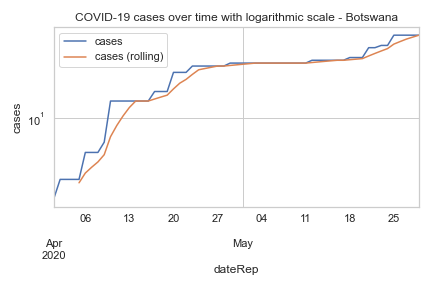 COVID-19 cases over time with logarithmic scale - Botswana
cases
cases (rolling)
cases
10¹
06 13 20 27 04 11 18 25
Apr May
2020
dateRep